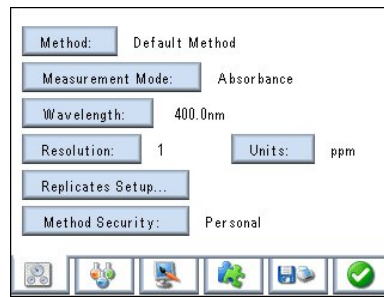 Method: Default Method
Measurement Mode: Absorbance
Wavelength: 400.0nm
Resolution: 1 Units: ppm
Replicates Setup...
Method Security: Personal